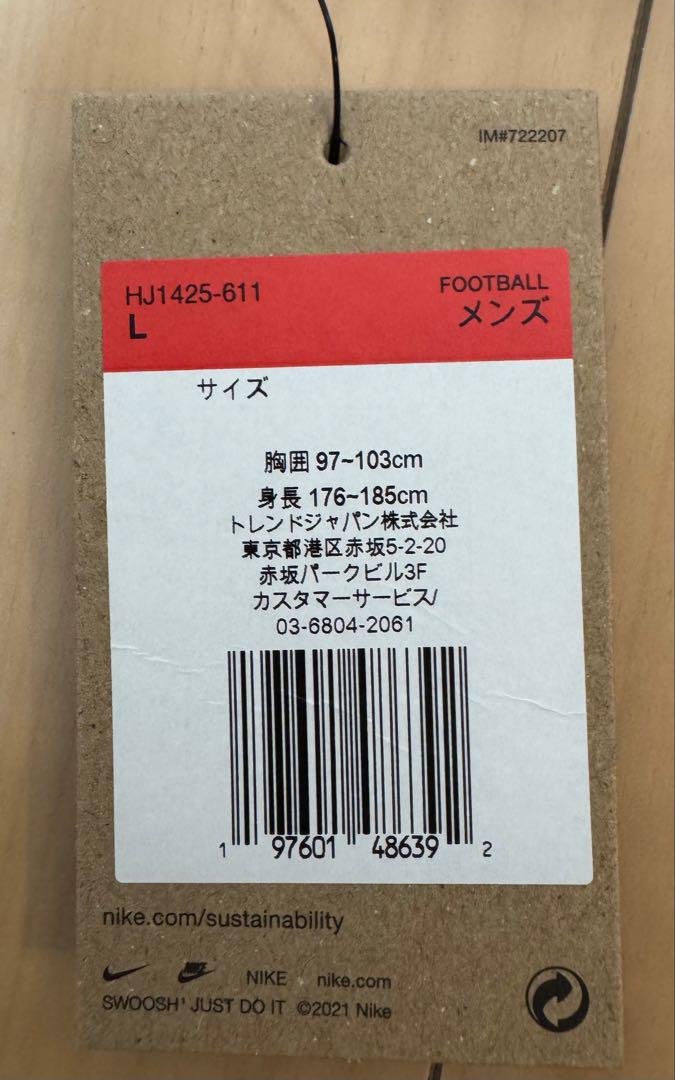 IM#722207
HJ1425-611
L
FOOTBALL
メンズ
サイズ
胸囲 97~103cm
身長 176~185cm
トレンドジャパン株式会社
東京都港区赤坂5-2-20
赤坂パークビル3F
カスタマーサービス/
03-6804-2061
1 97601 48639 2
nike.com/sustainability
NIKE nike.com
SWOOSH' JUST DO IT ©2021 Nike